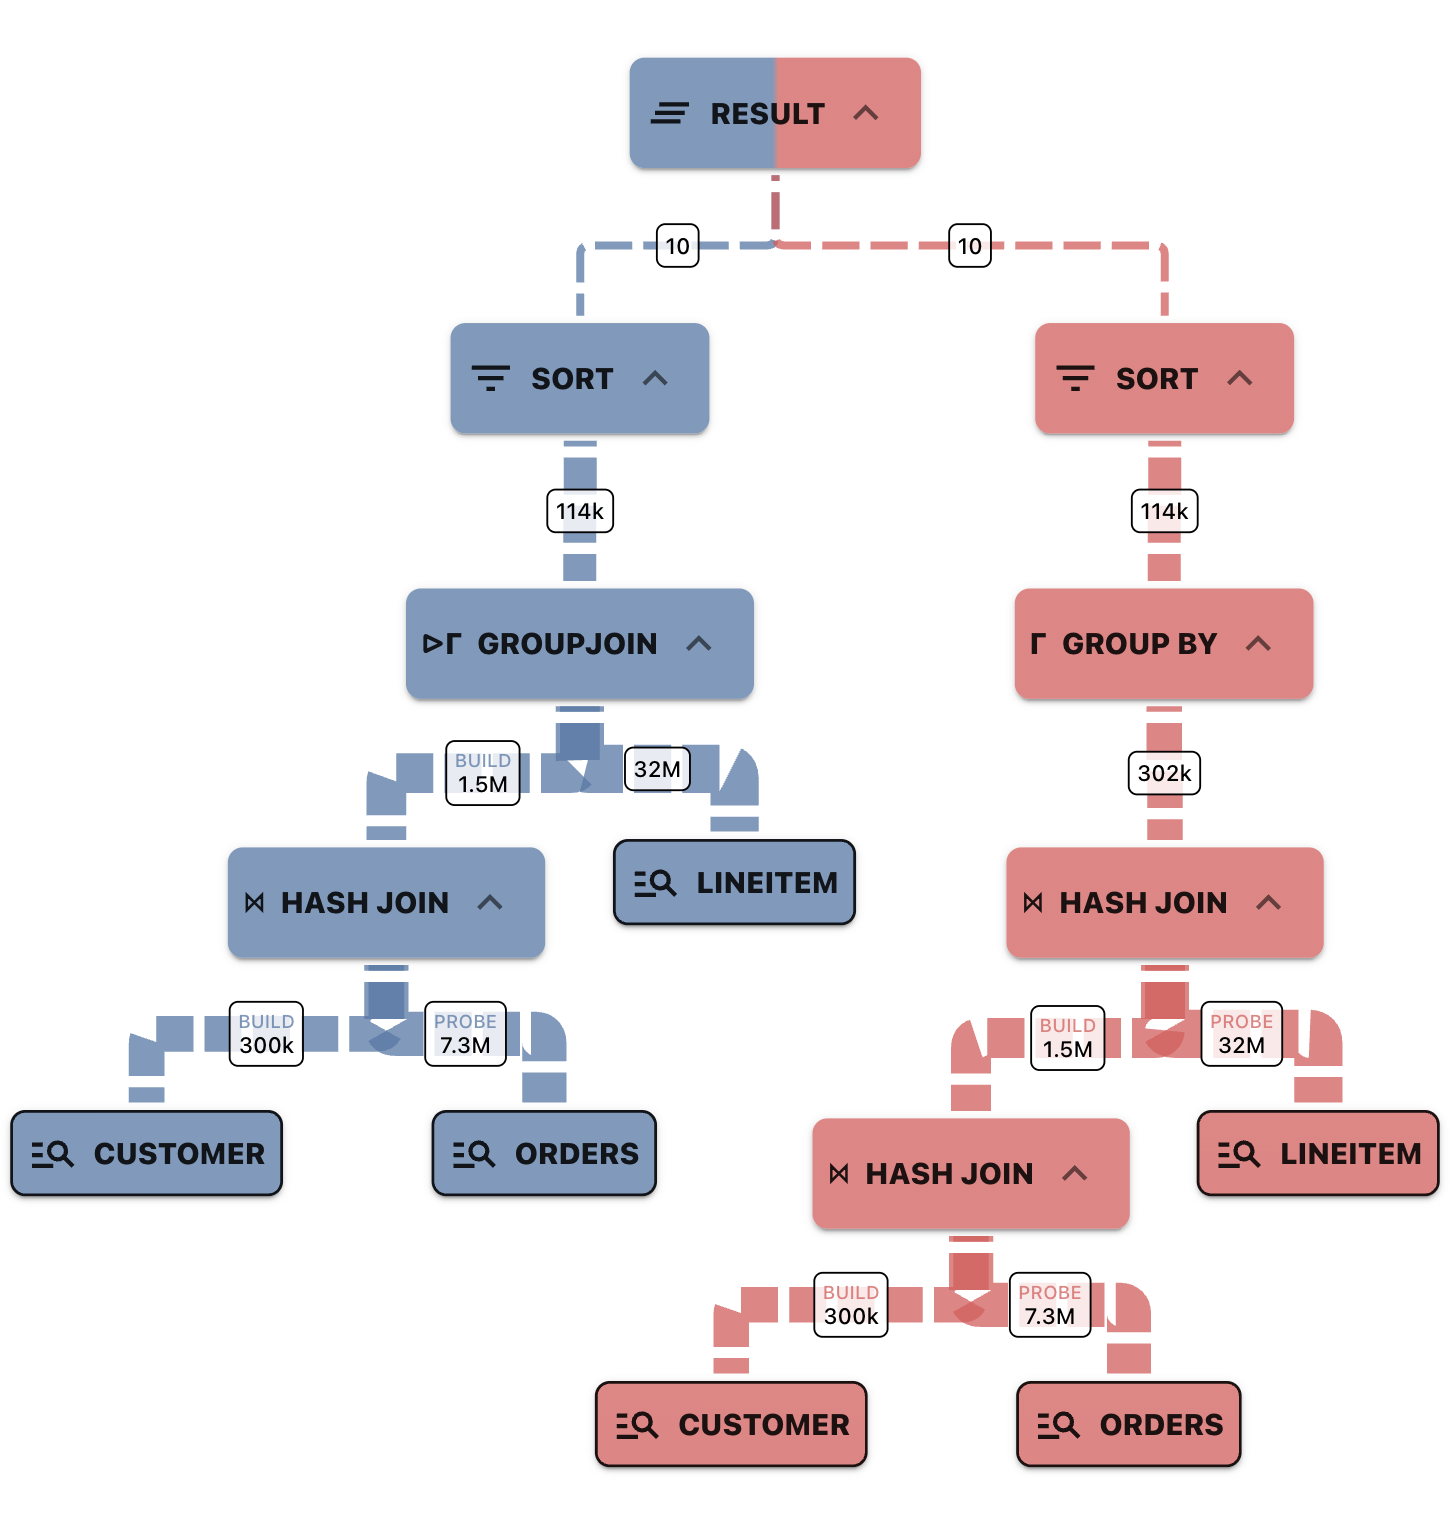 RESULT
10
10
SORT
SORT
114k
114k
▷Γ GROUPJOIN
Γ GROUP BY
BUILD
1.5M
32M
302k
LINEITEM
⋈ HASH JOIN
⋈ HASH JOIN
BUILD
300k
PROBE
7.3M
BUILD
1.5M
PROBE
32M
CUSTOMER
ORDERS
LINEITEM
⋈ HASH JOIN
BUILD
300k
PROBE
7.3M
CUSTOMER
ORDERS